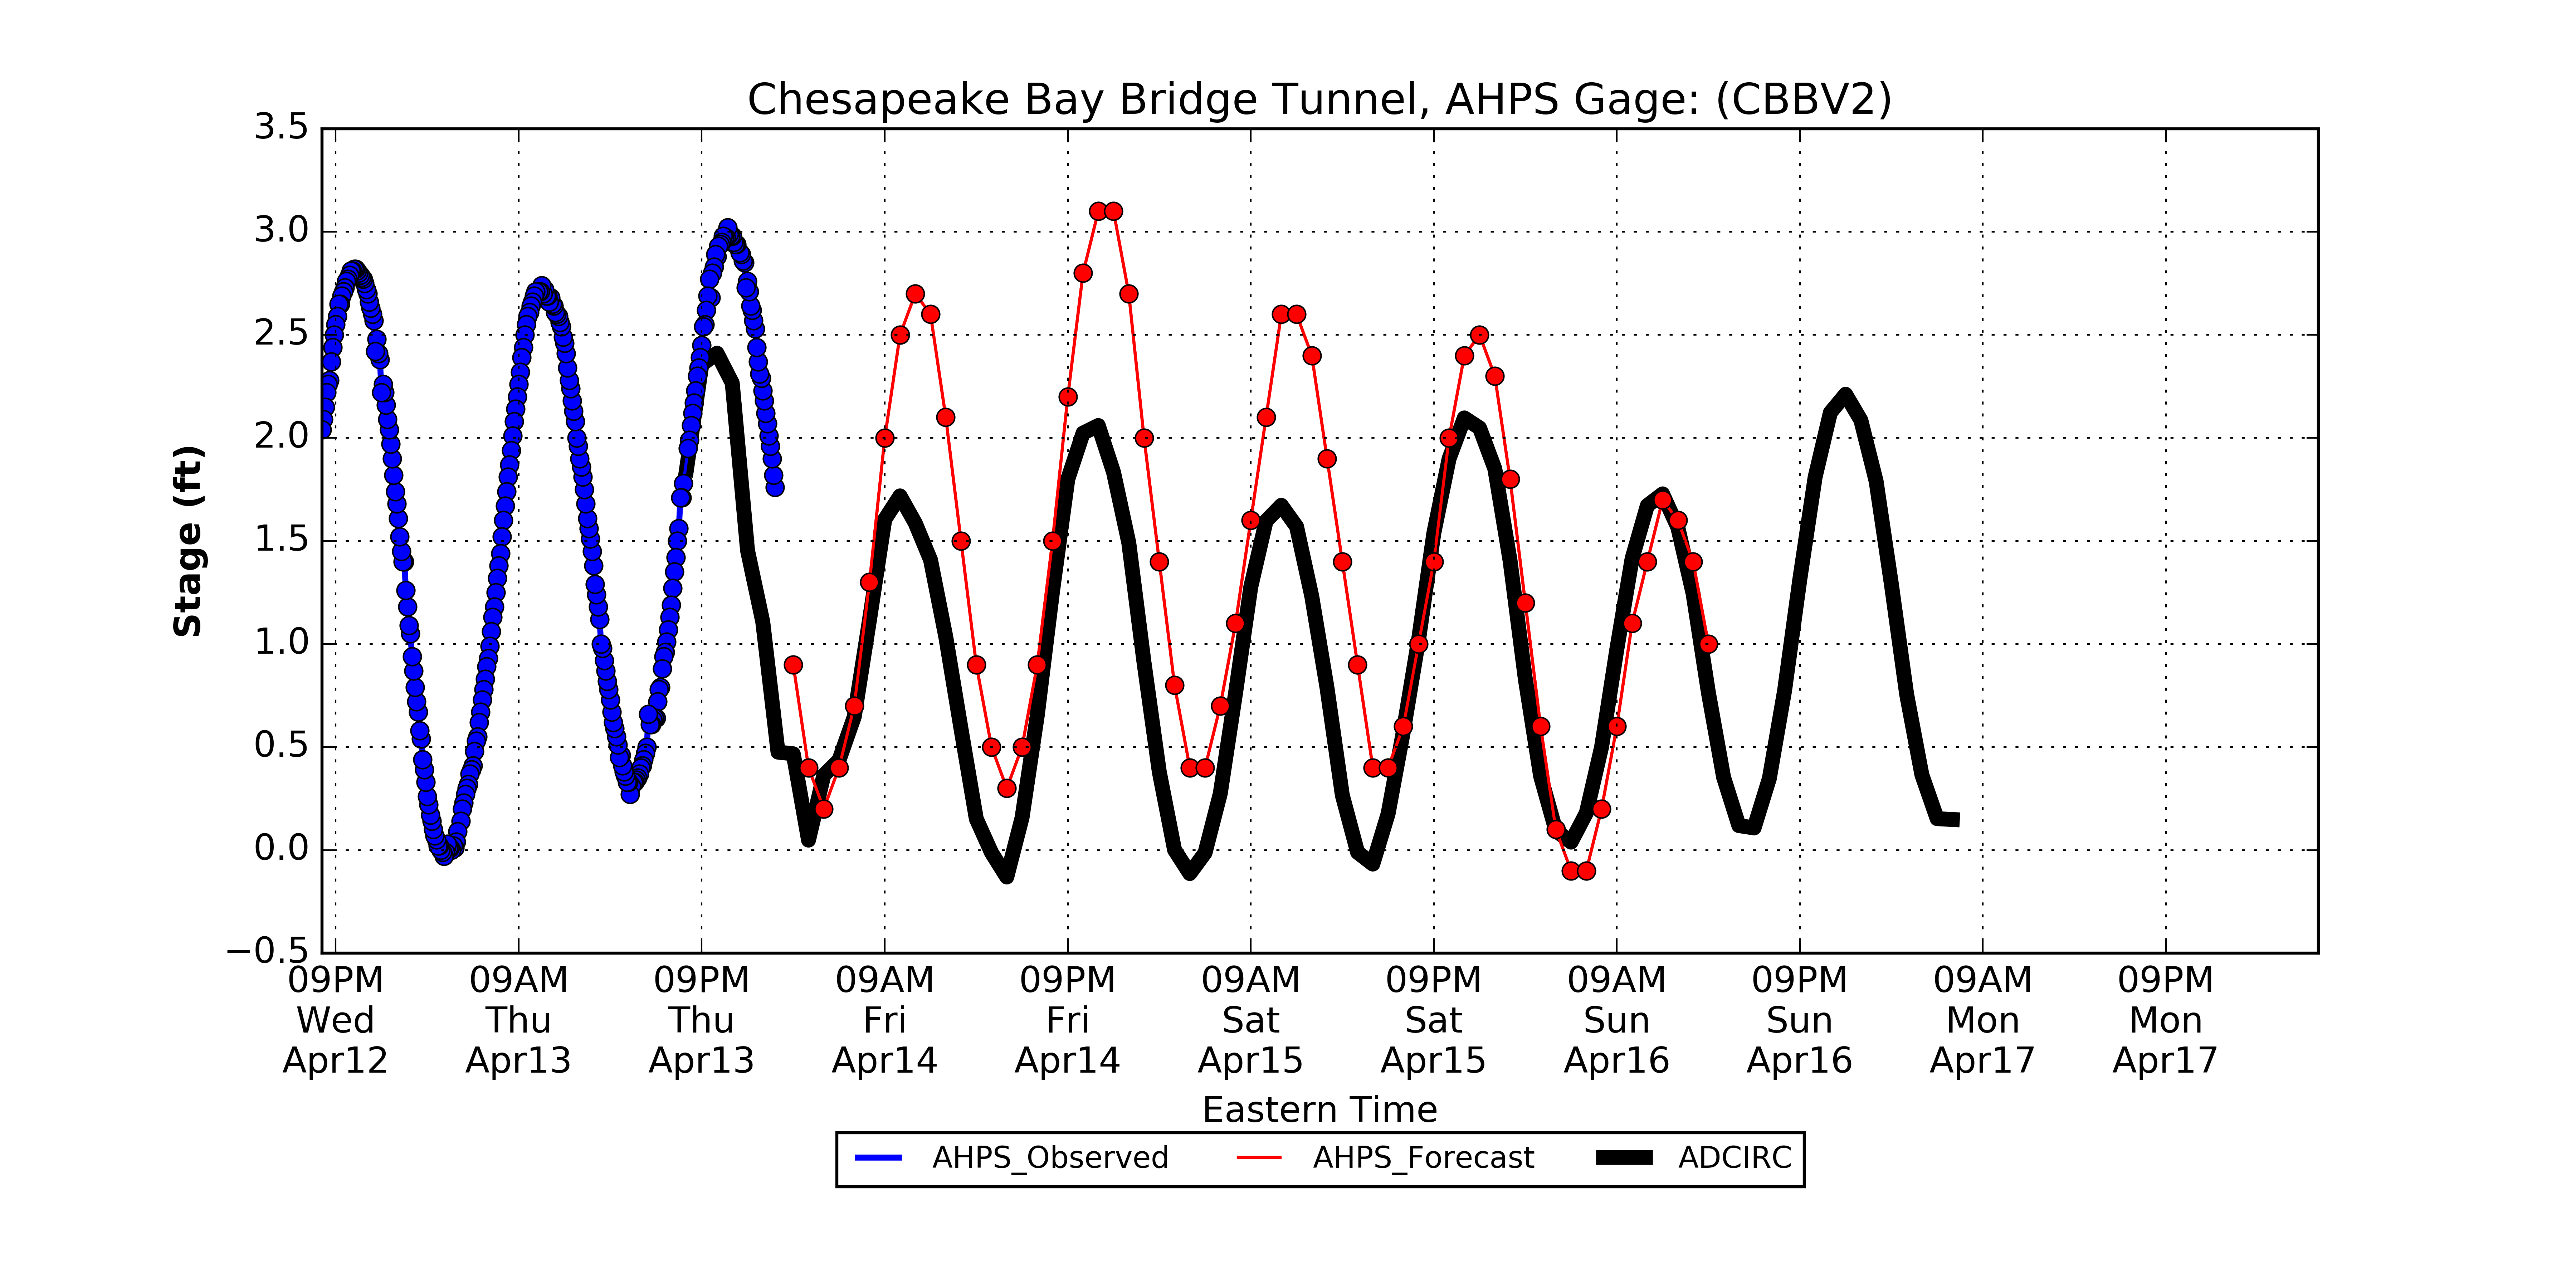 Chesapeake Bay Bridge Tunnel, AHPS Gage: (CBBV2)
3.5
3.0
2.5
2.0
1.5
1.0
0.5
0.0
−0.5
Stage (ft)
09PM 09AM 09PM 09AM 09PM 09AM 09PM 09AM 09PM 09AM 09PM
Wed Thu Thu Fri Fri Sat Sat Sun Sun Mon Mon
Apr12 Apr13 Apr13 Apr14 Apr14 Apr15 Apr15 Apr16 Apr16 Apr17 Apr17
Eastern Time
AHPS_Observed AHPS_Forecast ADCIRC